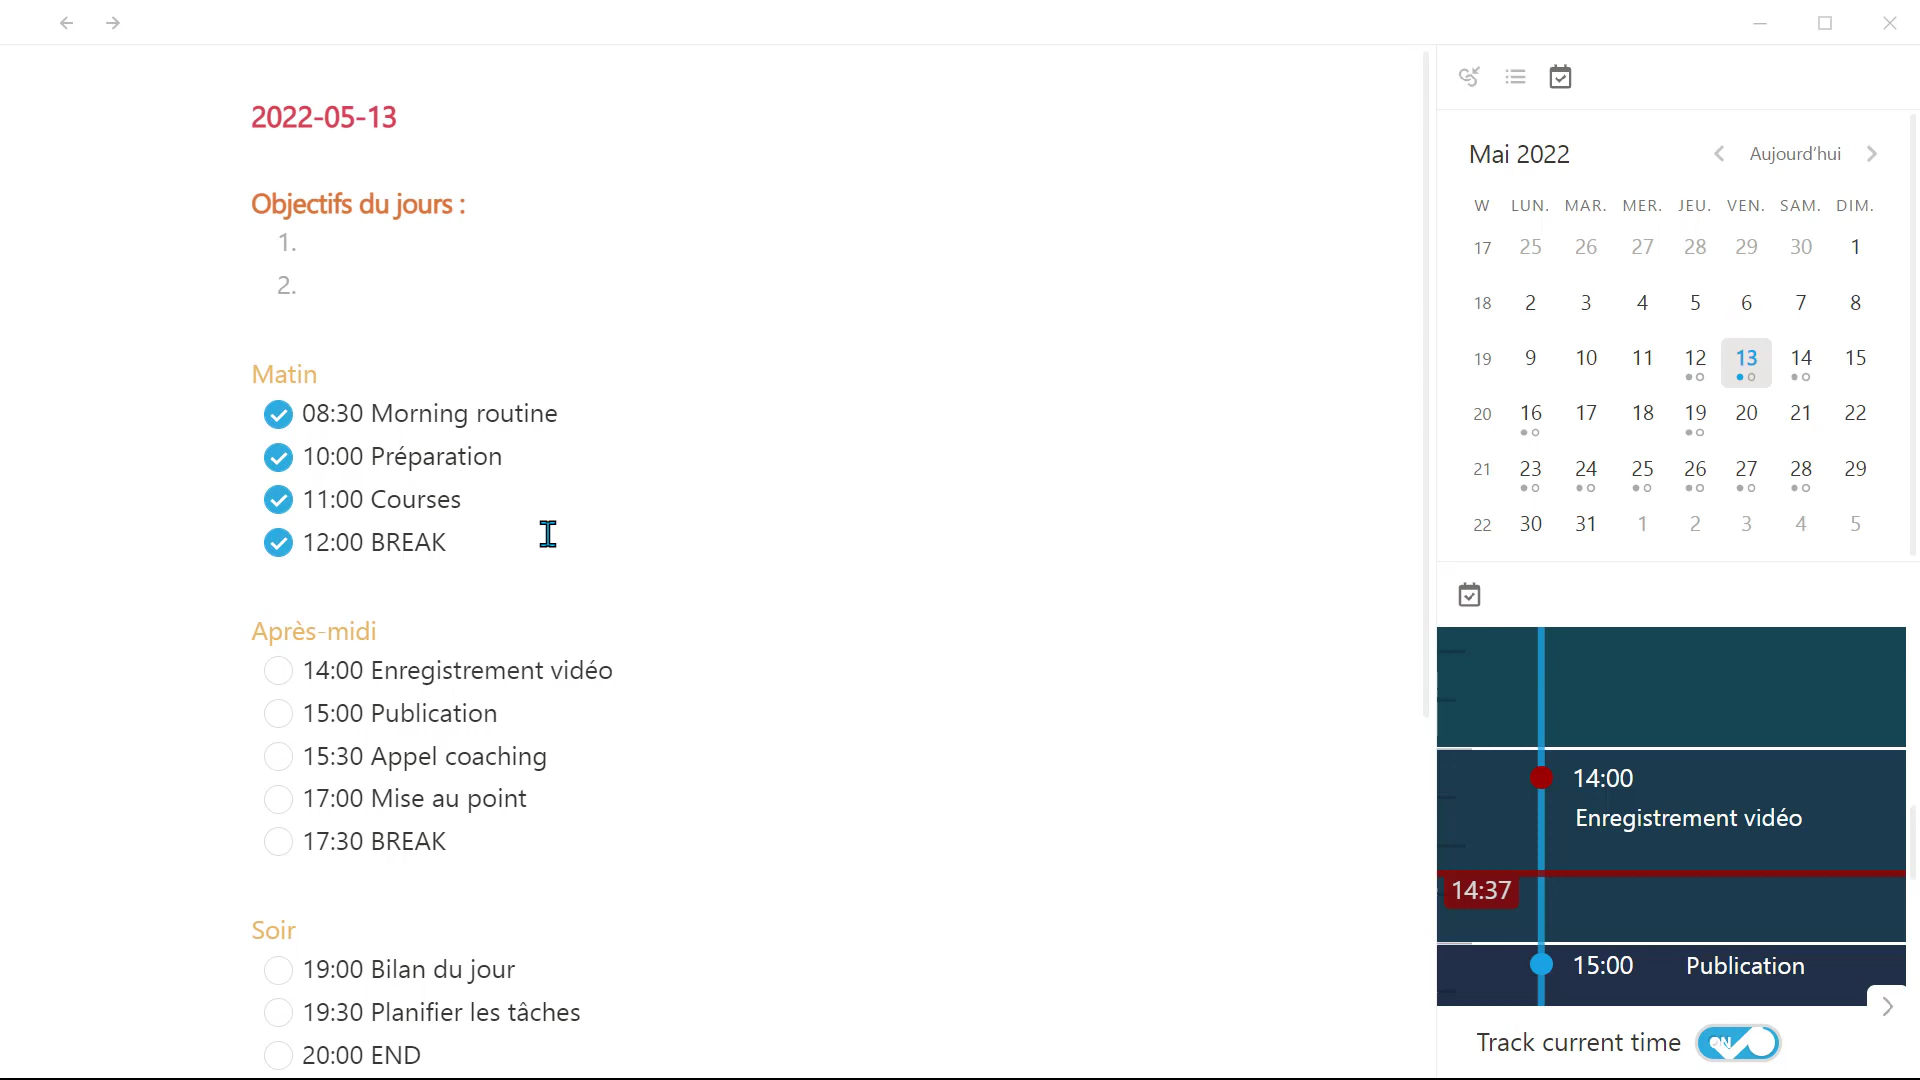 2022-05-13
Objectifs du jours :
1.
2.
Matin
08:30 Morning routine
10:00 Préparation
11:00 Courses
12:00 BREAK
Après-midi
14:00 Enregistrement vidéo
15:00 Publication
15:30 Appel coaching
17:00 Mise au point
17:30 BREAK
Soir
19:00 Bilan du jour
19:30 Planifier les tâches
20:00 END
Mai 2022
Aujourd'hui
W LUN. MAR. MER. JEU. VEN. SAM. DIM.
17 25 26 27 28 29 30 1
18 2 3 4 5 6 7 8
19 9 10 11 12 13 14 15
20 16 17 18 19 20 21 22
21 23 24 25 26 27 28 29
22 30 31 1 2 3 4 5
14:00
Enregistrement vidéo
14:37
15:00 Publication
Track current time ON